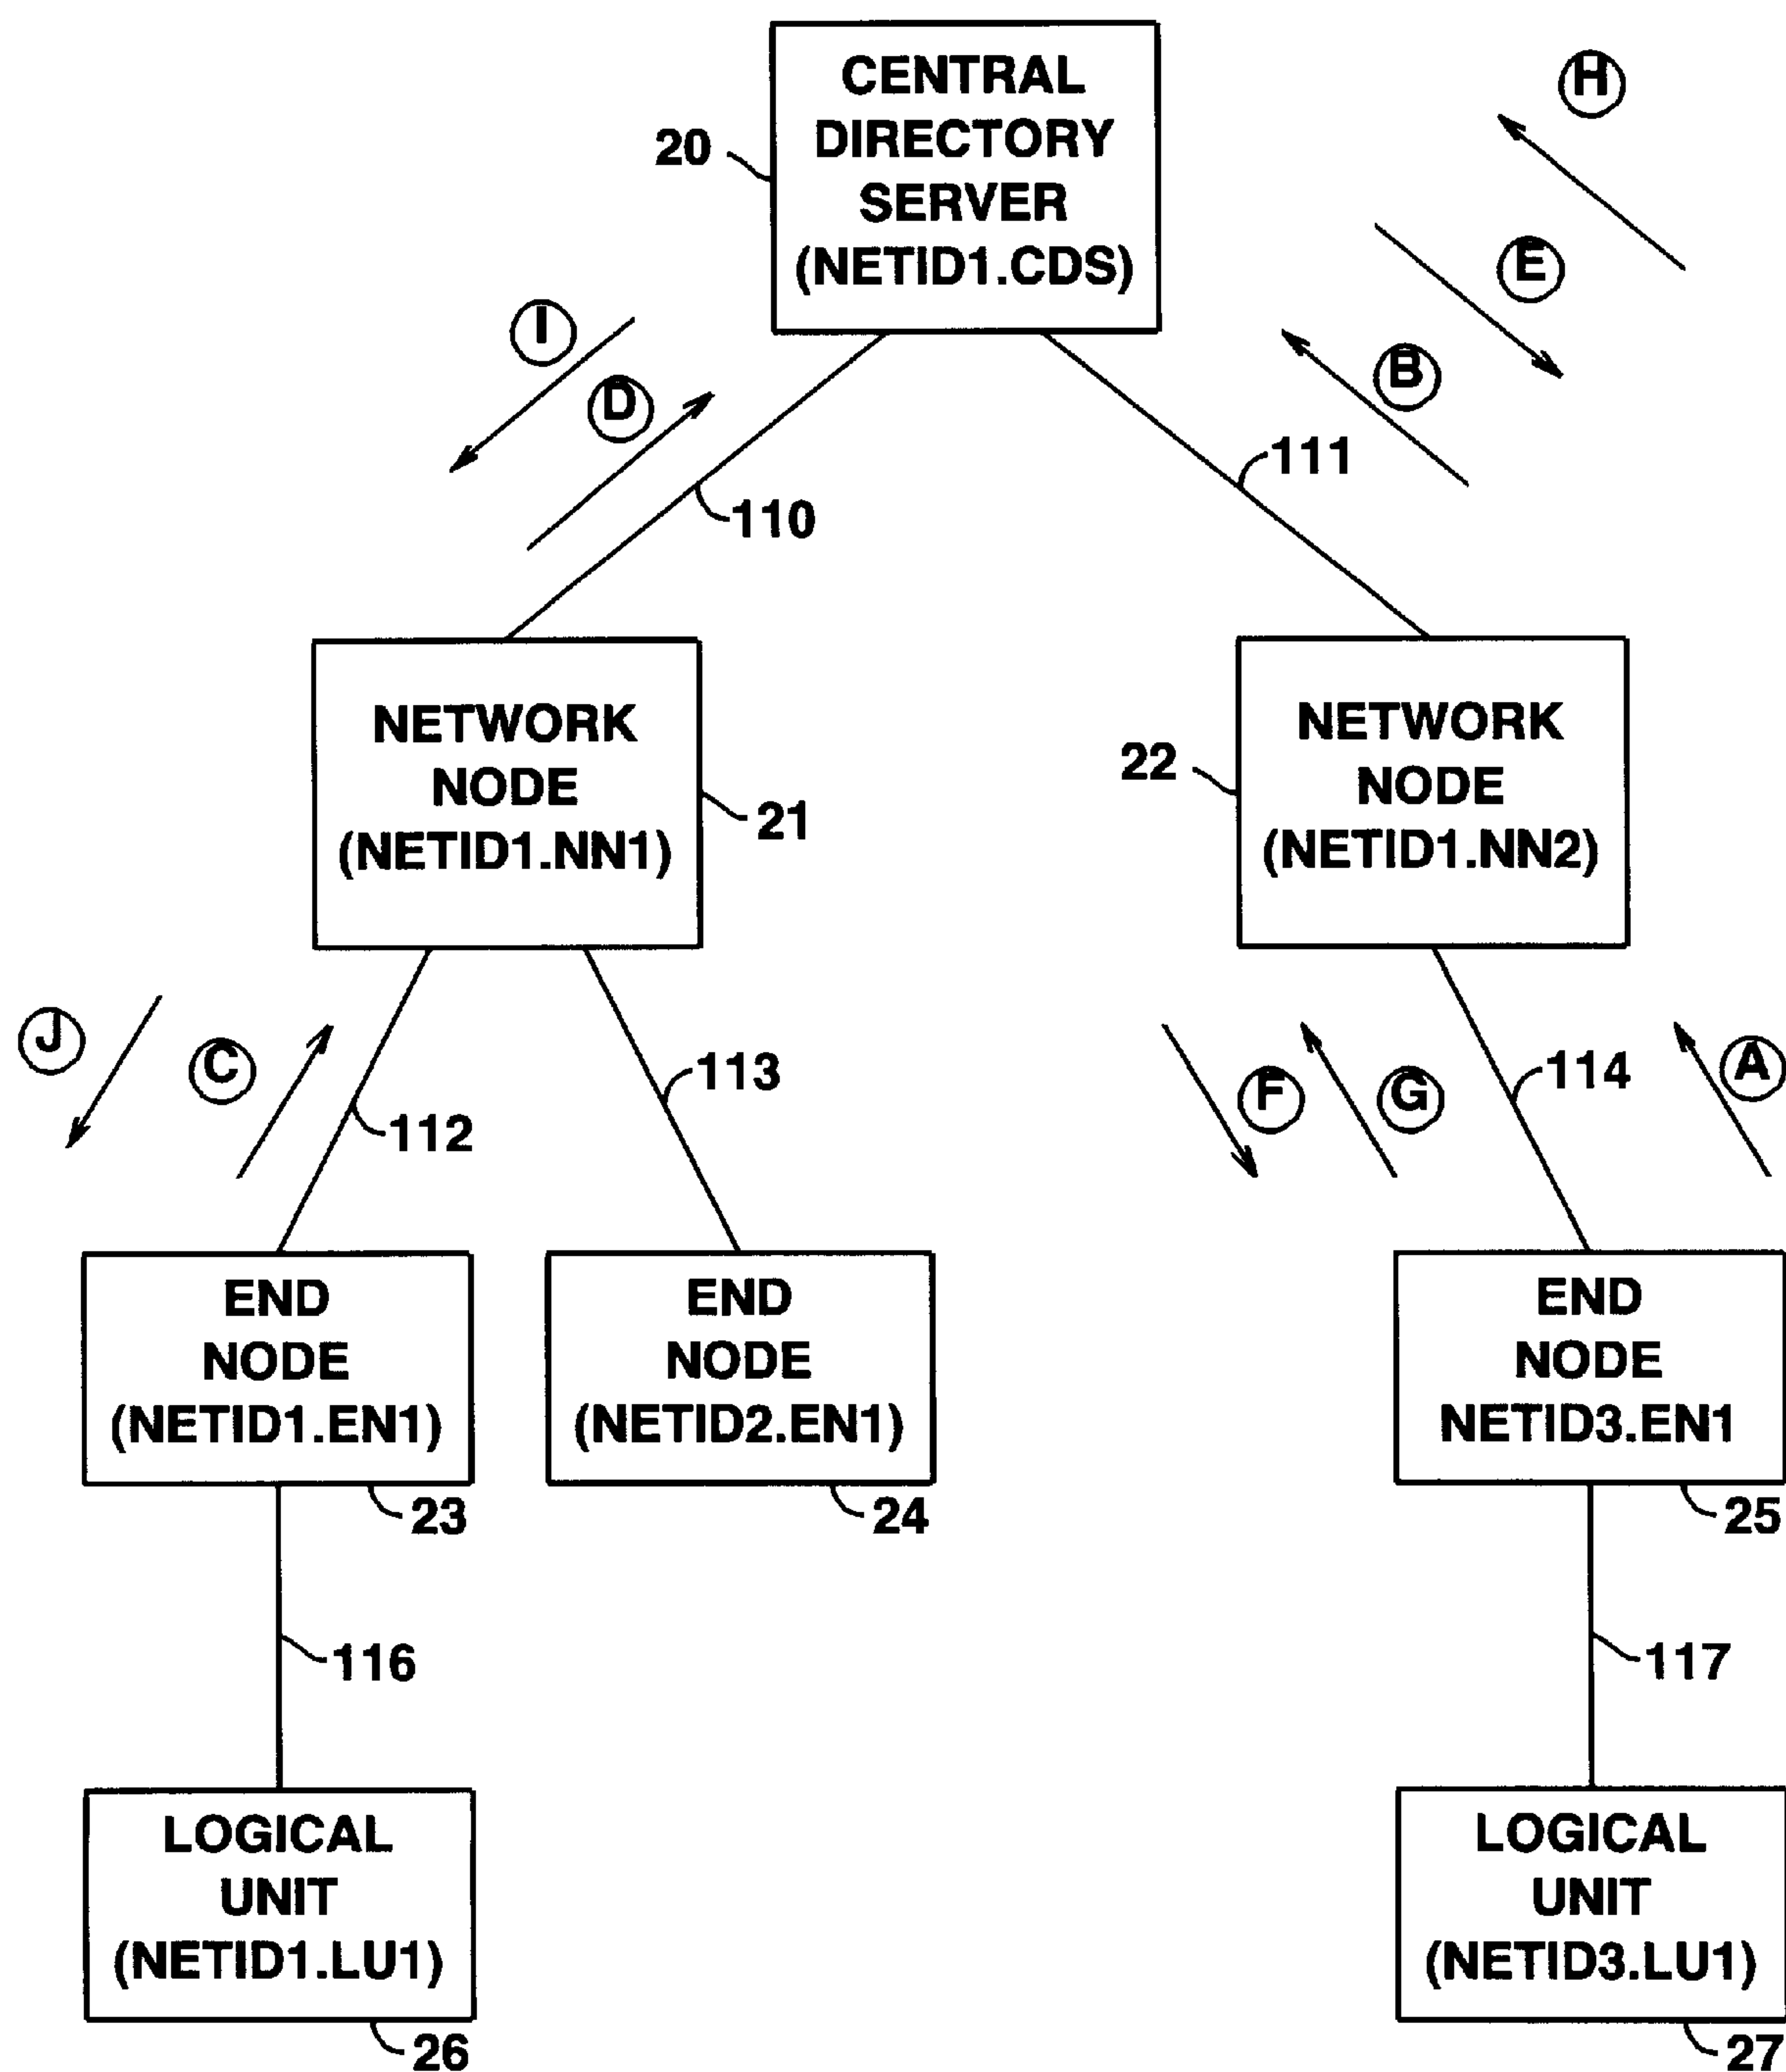 CENTRAL
DIRECTORY
SERVER
(NETID1.CDS)
20
H
E
B
I
D
110
111
NETWORK
NODE
(NETID1.NN1)
21
NETWORK
NODE
(NETID1.NN2)
22
J
C
112
113
F
G
114
A
END
NODE
(NETID1.EN1)
23
END
NODE
(NETID2.EN1)
24
END
NODE
NETID3.EN1
25
116
117
LOGICAL
UNIT
(NETID1.LU1)
26
LOGICAL
UNIT
(NETID3.LU1)
27